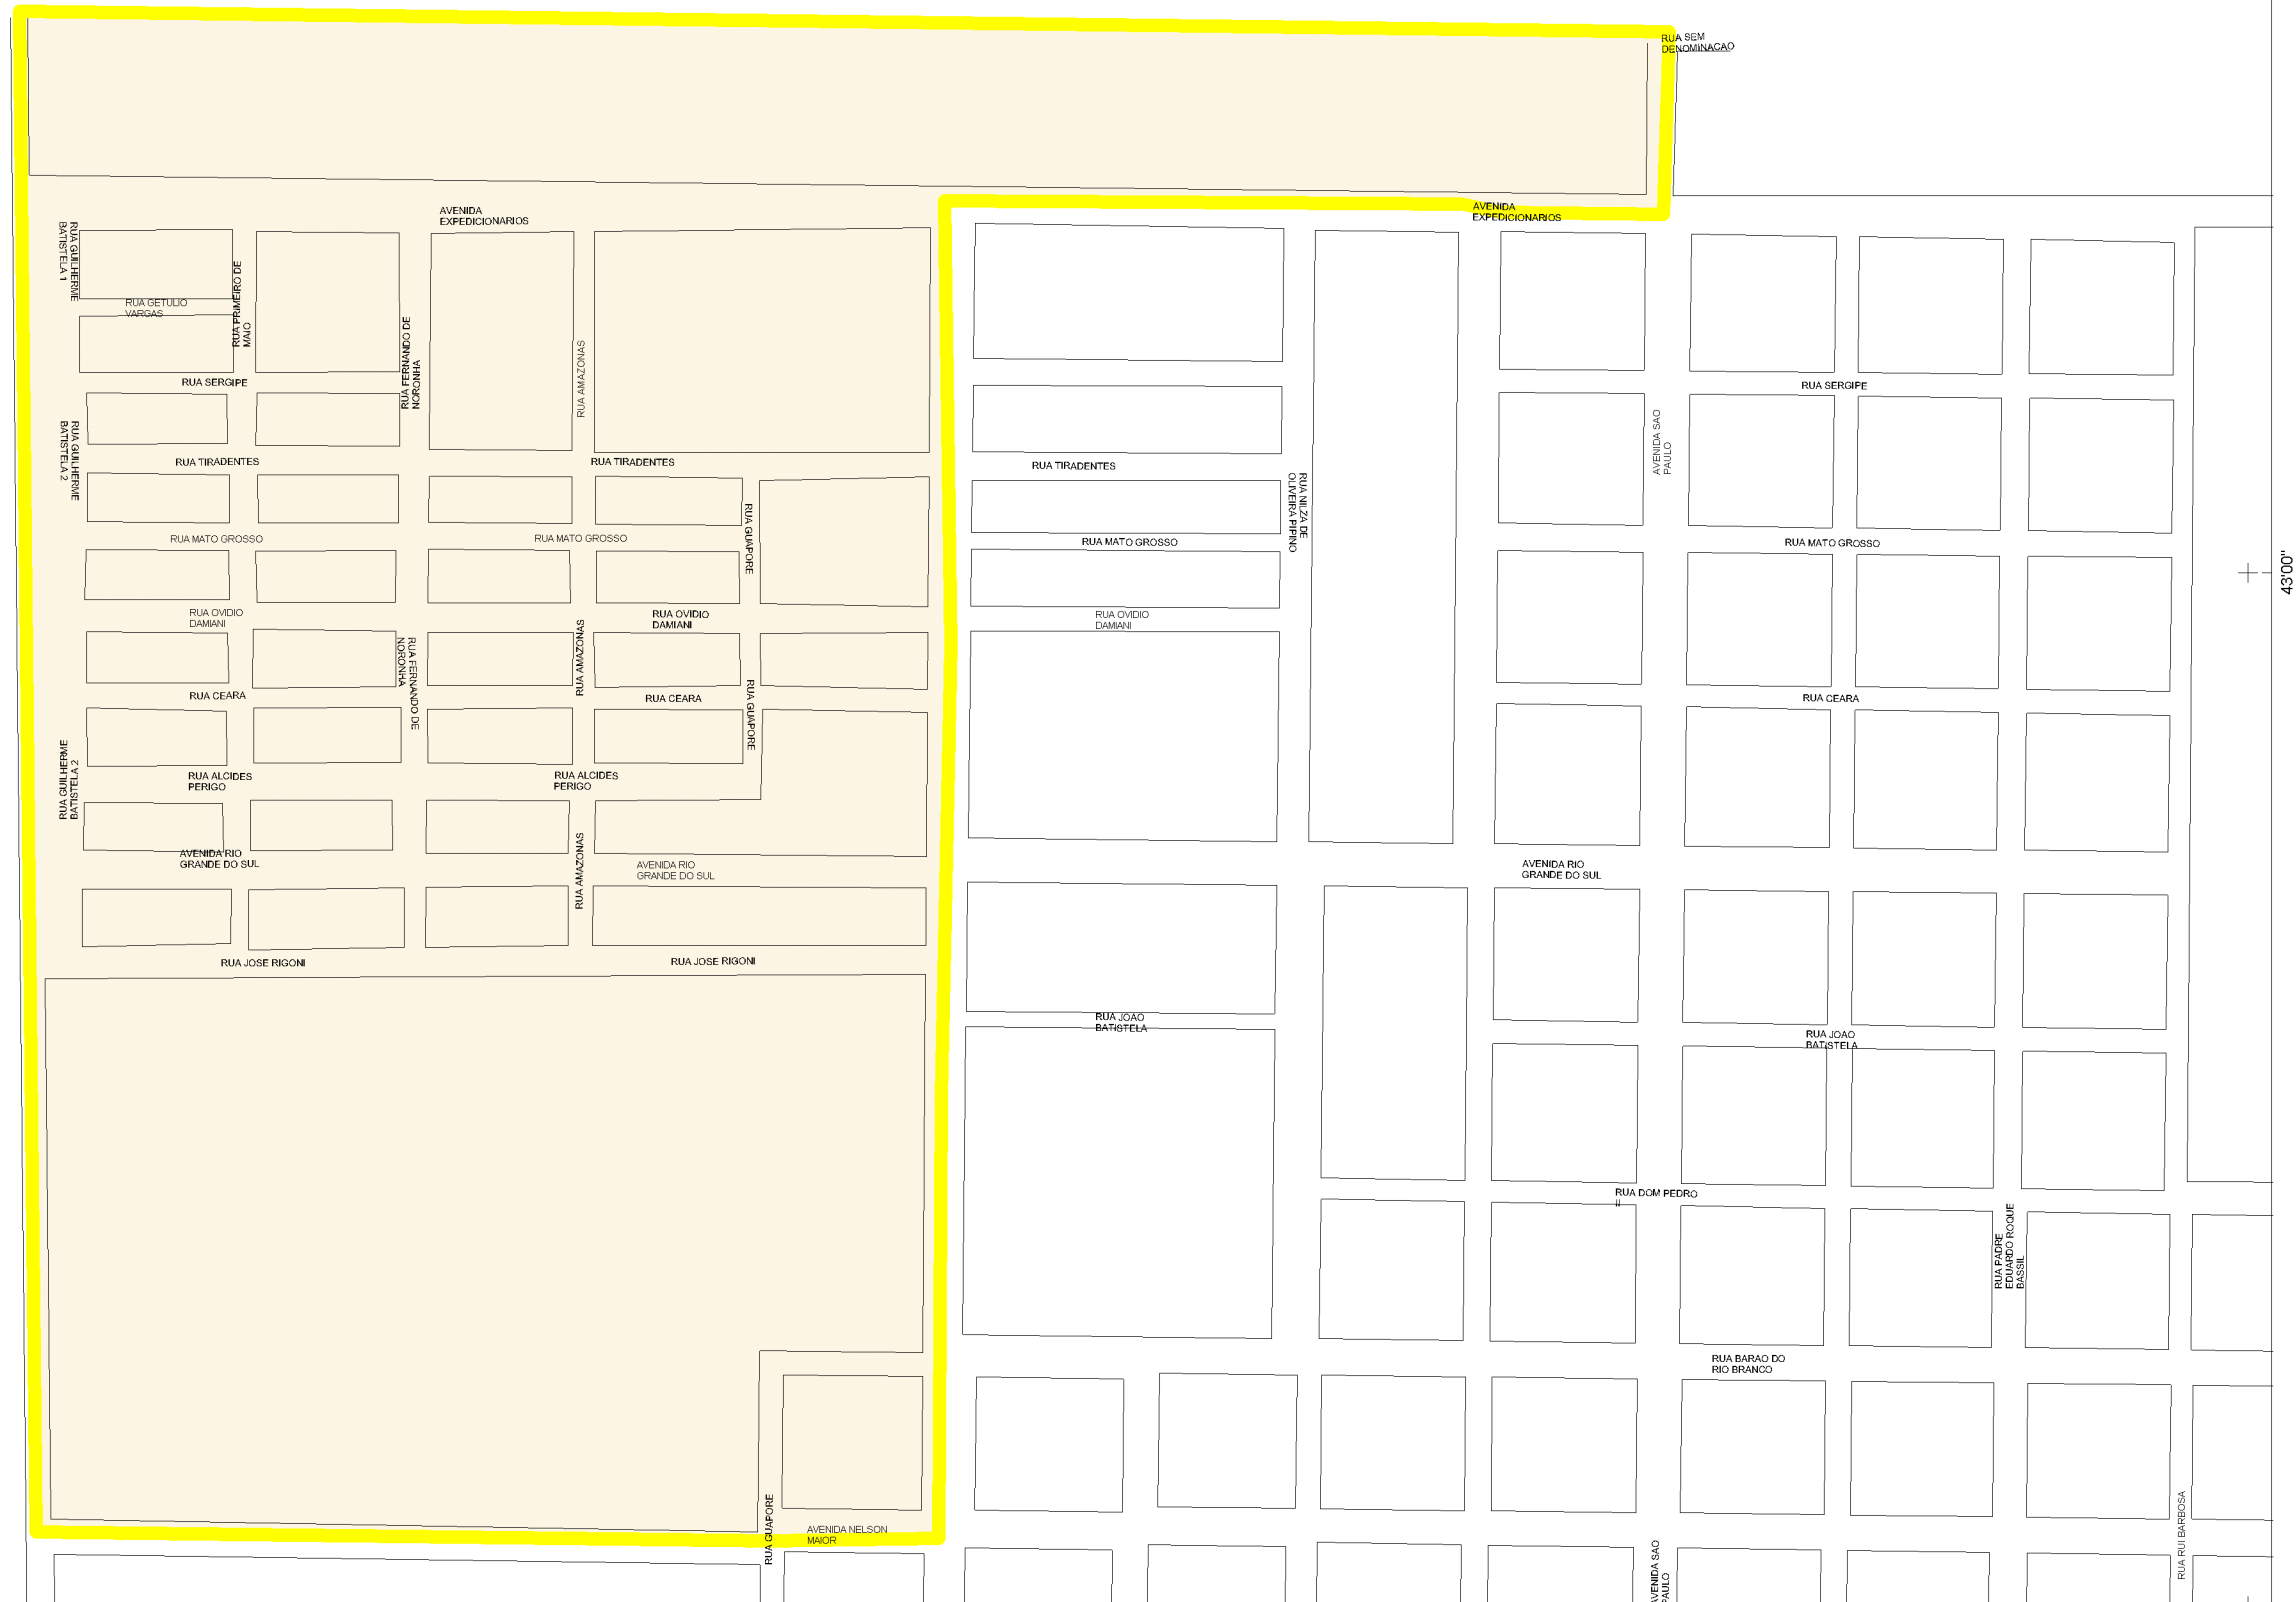 RUA SEM
DENOMINACAO
AVENIDA
EXPEDICIONARIOS
AVENIDA
EXPEDICIONARIOS
RUA GUILHERME
BATISTELA 1
RUA GETULIO
VARGAS
RUA PRIMEIRO DE
MAIO
RUA FERNANDO DE
NORONHA
RUA AMAZONAS
RUA SERGIPE
RUA SERGIPE
RUA GUILHERME
BATISTELA 2
RUA TIRADENTES
RUA TIRADENTES
RUA TIRADENTES
AVENIDA SAO
PAULO
RUA NILZA DE
OLIVEIRA PIPINO
RUA GUAPORE
RUA MATO GROSSO
RUA MATO GROSSO
RUA MATO GROSSO
RUA MATO GROSSO
43'00"
RUA OVIDIO
DAMIANI
RUA OVIDIO
DAMIANI
RUA OVIDIO
DAMIANI
RUA FERNANDO DE
NORONHA
RUA AMAZONAS
RUA CEARA
RUA CEARA
RUA CEARA
RUA GUAPORE
RUA GUILHERME
BATISTELA 2
RUA ALCIDES
PERIGO
RUA ALCIDES
PERIGO
AVENIDA RIO
GRANDE DO SUL
RUA AMAZONAS
AVENIDA RIO
GRANDE DO SUL
AVENIDA RIO
GRANDE DO SUL
RUA JOSE RIGONI
RUA JOSE RIGONI
RUA JOAO
BATISTELA
RUA JOAO
BATISTELA
RUA DOM PEDRO
II
RUA PADRE
EDUARDO ROQUE
BASSIL
RUA BARAO DO
RIO BRANCO
RUA GUAPORE
AVENIDA NELSON
MAIOR
AVENIDA SAO
PAULO
RUA RUI BARBOSA